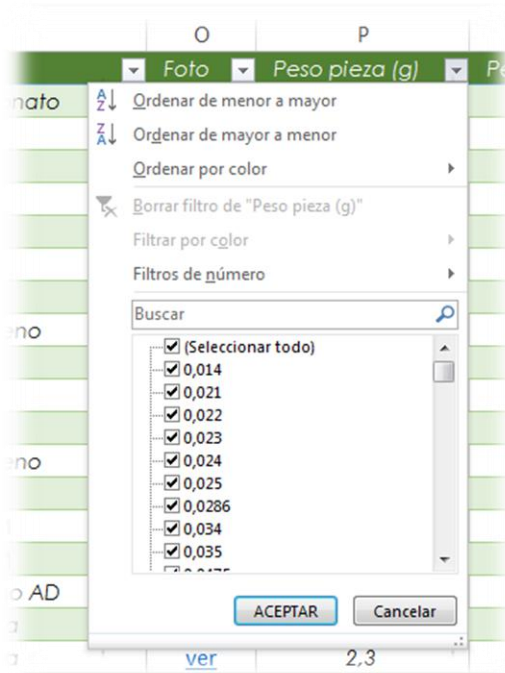 O P
Foto Peso pieza (g) Pe
nato
Ordenar de menor a mayor
Ordenar de mayor a menor
Ordenar por color
Borrar filtro de "Peso pieza (g)"
Filtrar por color
Filtros de número
Buscar
eno
(Seleccionar todo)
0,014
0,021
0,022
0,023
0,024
eno
0,025
0,0286
0,034
0,035
o AD
ACEPTAR Cancelar
ver 2,3